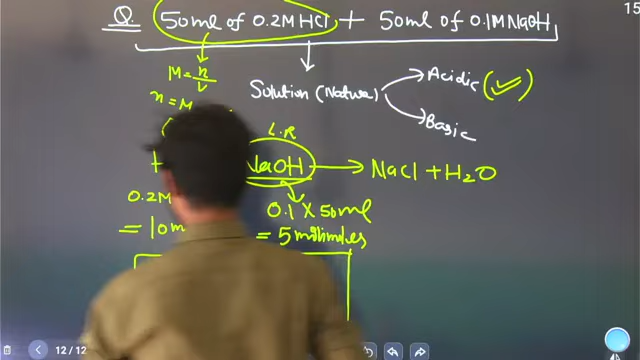 Q. 50ml of 0.2M HCl + 50ml of 0.1M NaOH
15
M = n/V
Solution (Nature)
Acidic (✓)
Basic
n = M
L.R
+
NaOH → NaCl + H₂O
0.2M
0.1 × 50ml
= 10m
= 5 millimoles
12/12